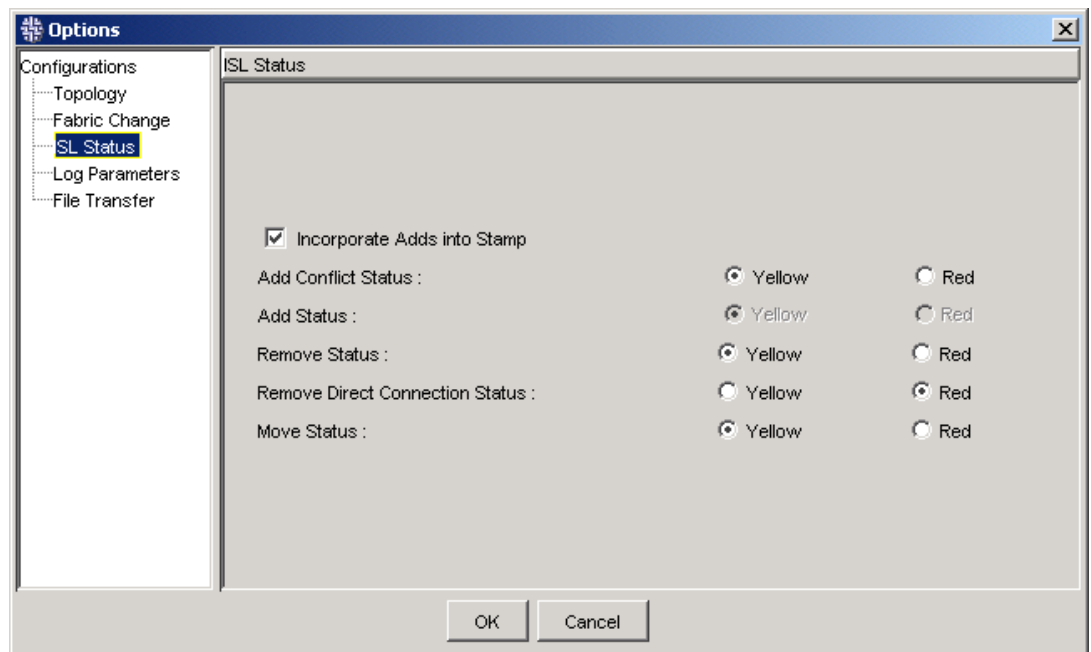 Options
Configurations
Topology
Fabric Change
SL Status
Log Parameters
File Transfer
ISL Status
Incorporate Adds into Stamp
Add Conflict Status : Yellow Red
Add Status : Yellow Red
Remove Status : Yellow Red
Remove Direct Connection Status : Yellow Red
Move Status : Yellow Red
OK Cancel